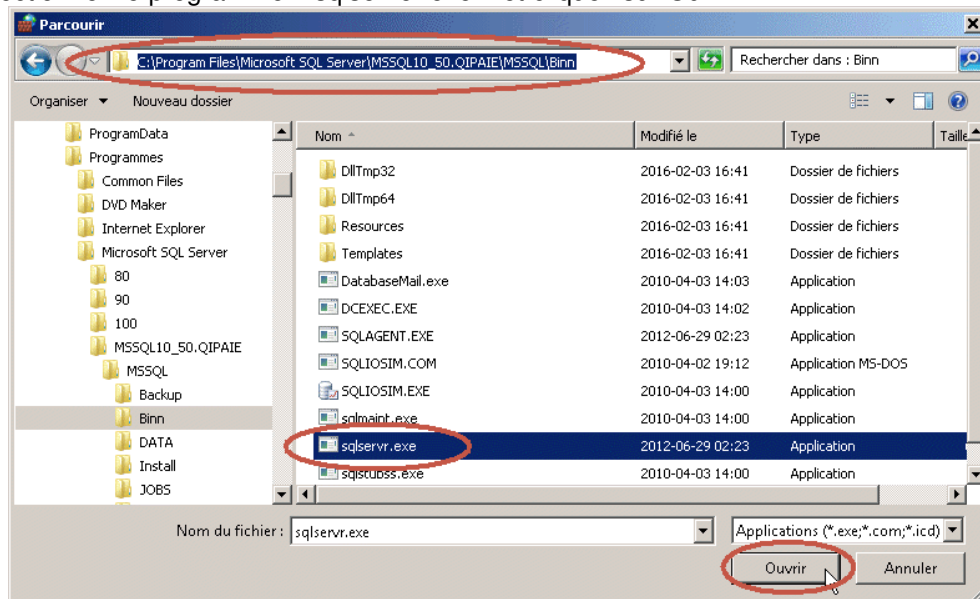 Parcourir
C:\Program Files\Microsoft SQL Server\MSSQL10_50.QIPAIE\MSSQL\Binn
Rechercher dans : Binn
Organiser
Nouveau dossier
ProgramData
Programmes
Common Files
DVD Maker
Internet Explorer
Microsoft SQL Server
80
90
100
MSSQL10_50.QIPAIE
MSSQL
Backup
Binn
DATA
Install
JOBS
Nom Modifié le Type Taille
DllTmp32 2016-02-03 16:41 Dossier de fichiers
DllTmp64 2016-02-03 16:41 Dossier de fichiers
Resources 2016-02-03 16:41 Dossier de fichiers
Templates 2016-02-03 16:41 Dossier de fichiers
DatabaseMail.exe 2010-04-03 14:03 Application
DCEXEC.EXE 2010-04-03 14:02 Application
SQLAGENT.EXE 2012-06-29 02:23 Application
SQLIOSIM.COM 2010-04-02 19:12 Application MS-DOS
SQLIOSIM.EXE 2010-04-03 14:00 Application
sqlmaint.exe 2010-04-03 14:00 Application
sqlservr.exe 2012-06-29 02:23 Application
sqlstubss.exe 2010-04-03 14:00 Application
Nom du fichier : sqlservr.exe
Applications (*.exe;*.com;*.icd)
Ouvrir
Annuler